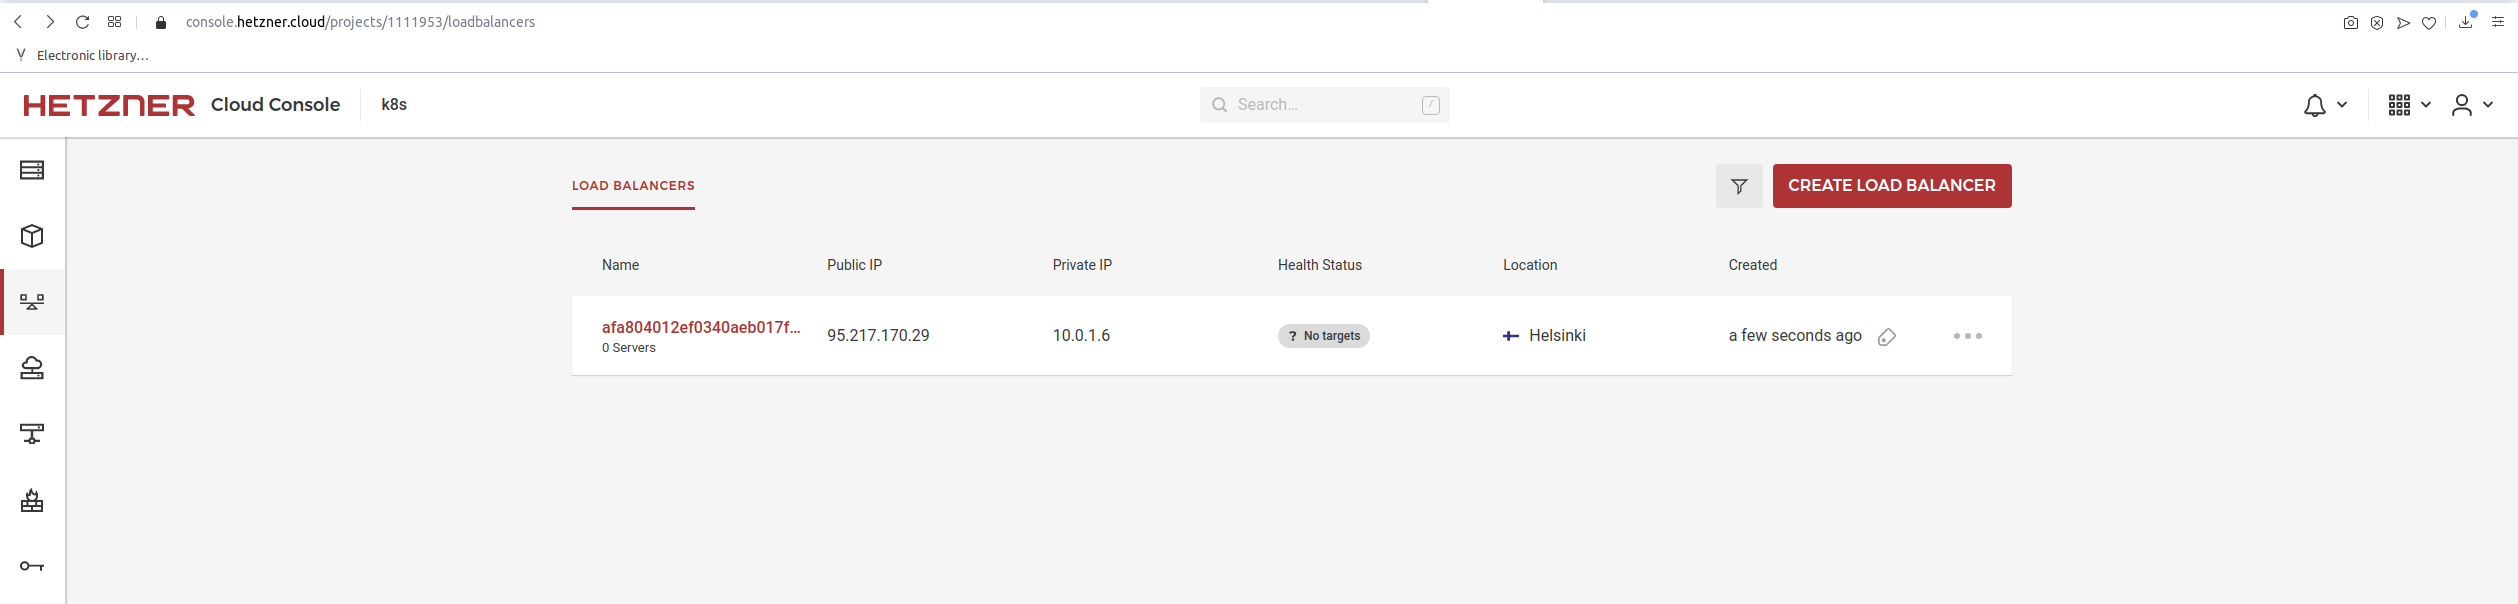 console.hetzner.cloud/projects/1111953/loadbalancers
Electronic library...
HETZNER Cloud Console k8s Search... /
LOAD BALANCERS CREATE LOAD BALANCER
Name Public IP Private IP Health Status Location Created
afa804012ef0340aeb017f... 95.217.170.29 10.0.1.6 ? No targets Helsinki a few seconds ago
0 Servers